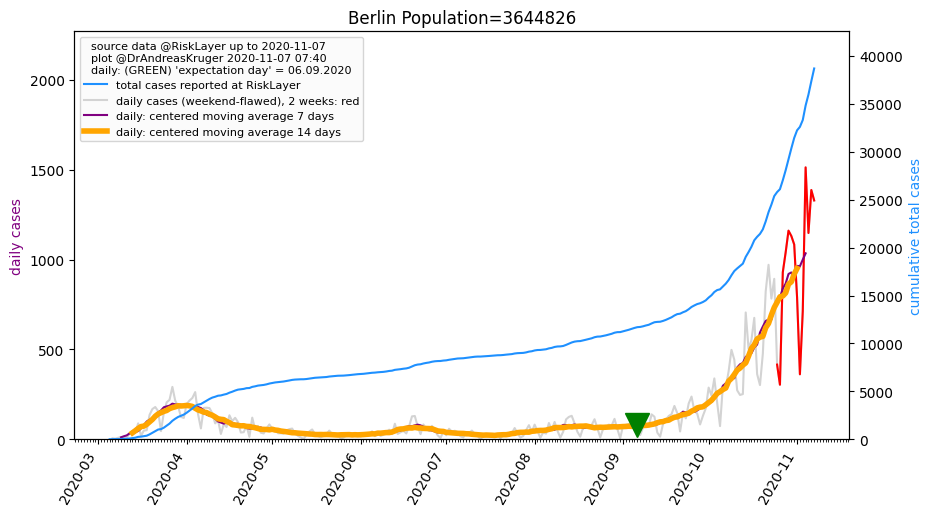 Berlin Population=3644826
source data @RiskLayer up to 2020-11-07
plot @DrAndreasKruger 2020-11-07 07:40
daily: (GREEN) 'expectation day' = 06.09.2020
total cases reported at RiskLayer
daily cases (weekend-flawed), 2 weeks: red
daily: centered moving average 7 days
daily: centered moving average 14 days
daily cases
2000
1500
1000
500
0
cumulative total cases
40000
35000
30000
25000
20000
15000
10000
5000
0
2020-03
2020-04
2020-05
2020-06
2020-07
2020-08
2020-09
2020-10
2020-11